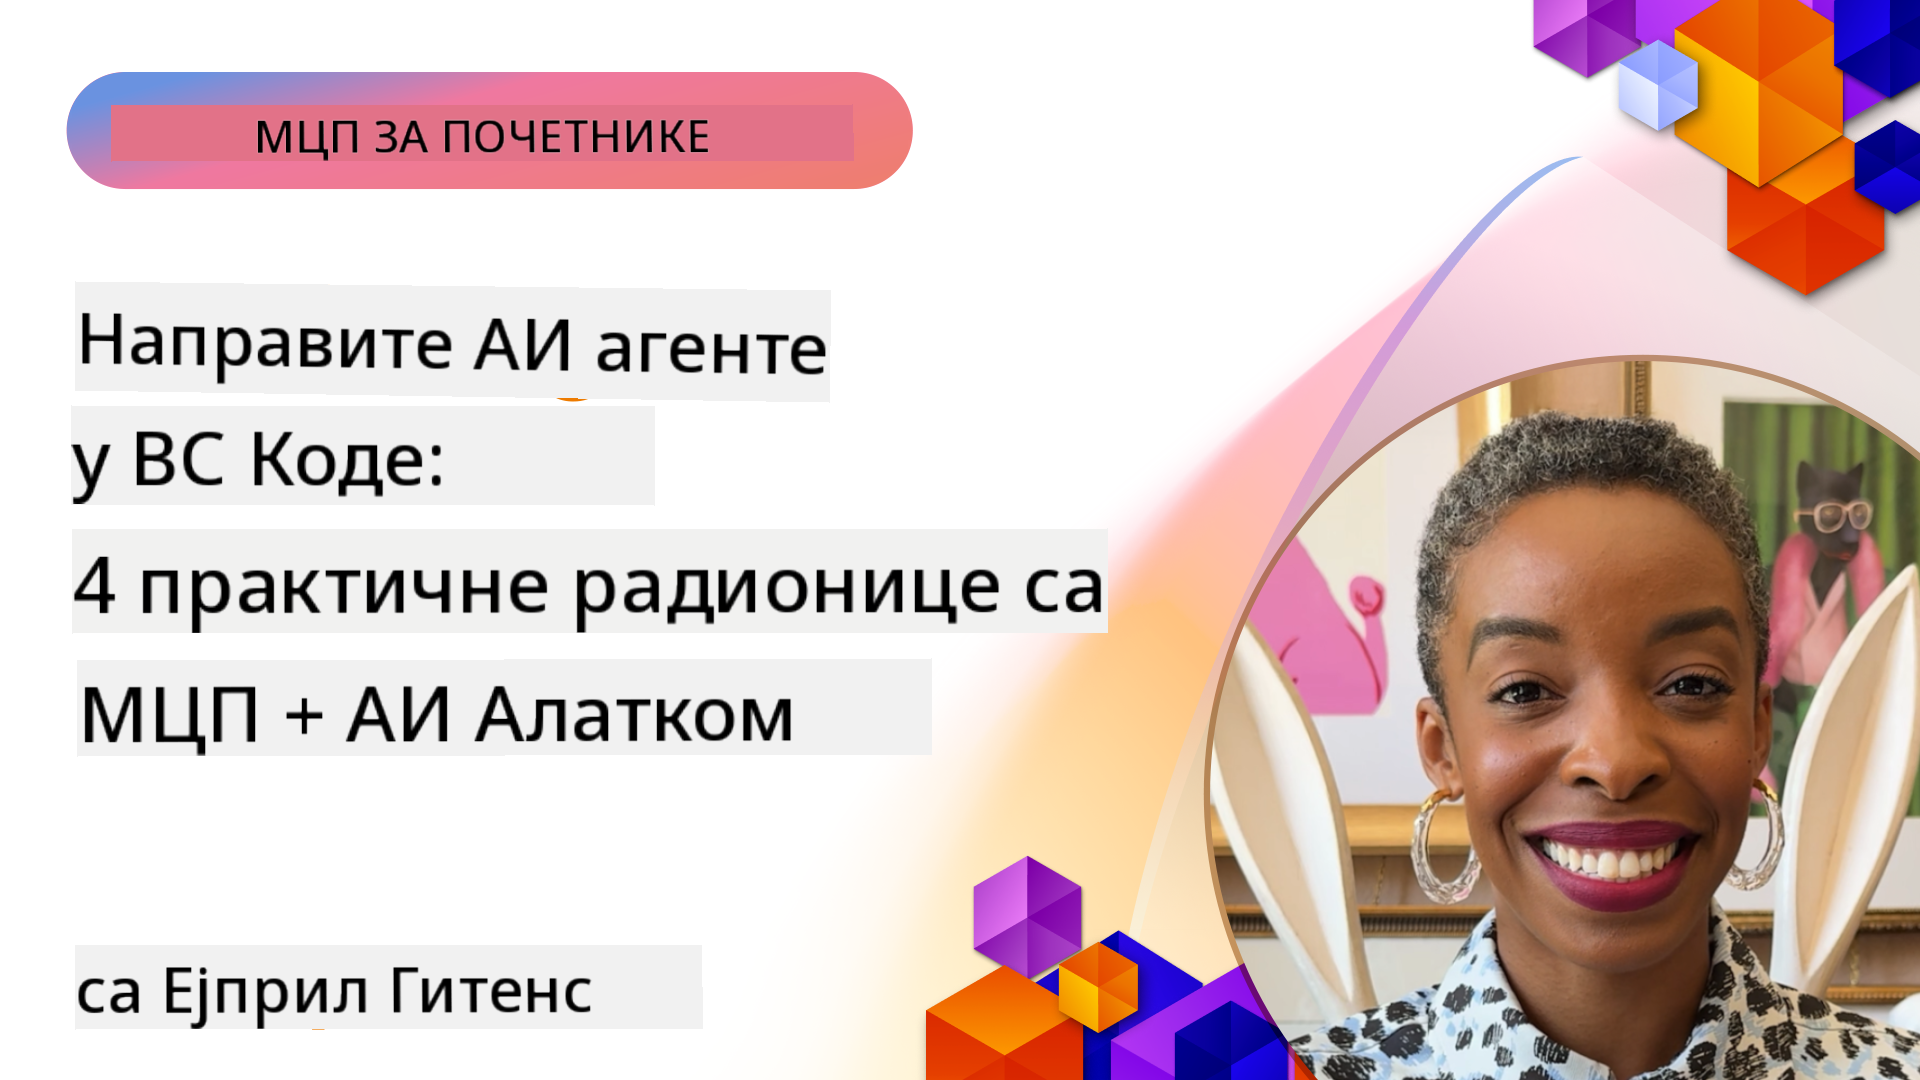 МЦП ЗА ПОЧЕТНИКЕ
Направите АИ агенте
у ВС Коде:
4 практичне радионице са
МЦП + АИ Алатком
са Ејприл Гитенс